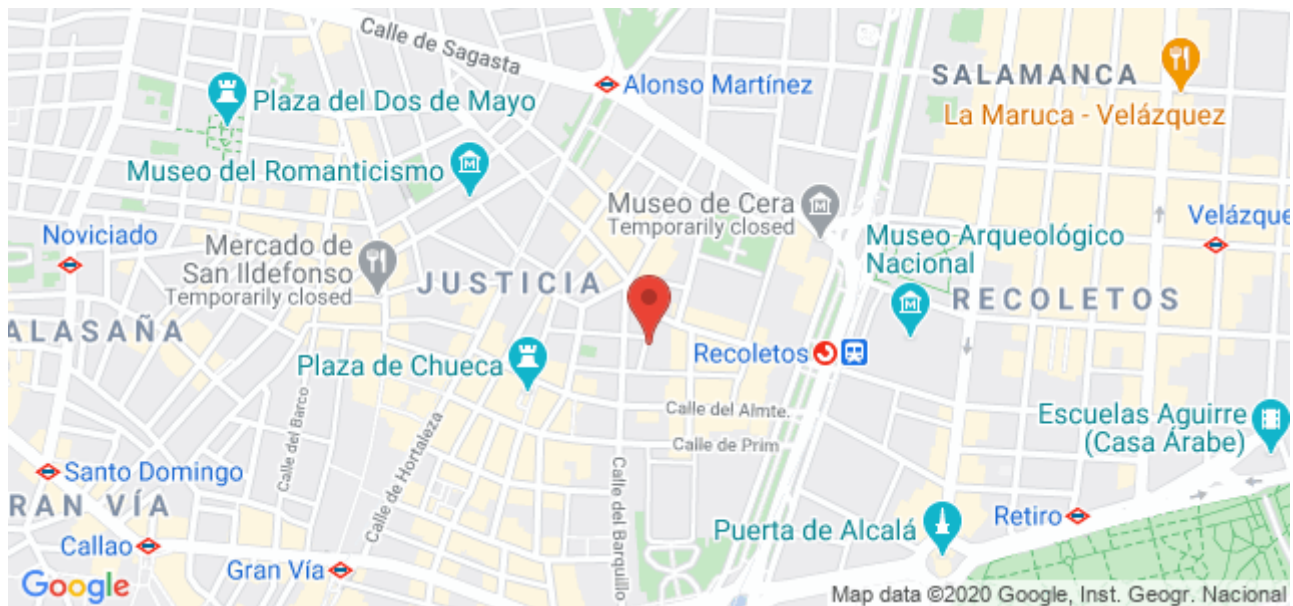 Calle de Sagasta
Alonso Martínez
SALAMANCA
La Maruca - Velázquez
Plaza del Dos de Mayo
Museo del Romanticismo
Museo de Cera
Temporarily closed
Velázque
Noviciado
Mercado de
San Ildefonso
Temporarily closed
Museo Arqueológico
Nacional
JUSTICIA
RECOLETOS
ALASAÑA
Plaza de Chueca
Recoletos
Calle del Almte.
Calle de Prim
Escuelas Aguirre
(Casa Árabe)
Calle del Barco
Calle de Hortaleza
Calle del Barquillo
Santo Domingo
RAN VÍA
Callao
Gran Vía
Puerta de Alcalá
Retiro
Google
Map data ©2020 Google, Inst. Geogr. Nacional